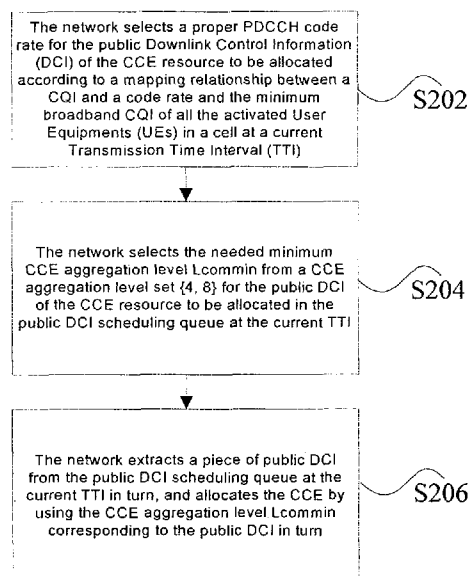 The network selects a proper PDCCH code
rate for the public Downlink Control Information
(DCI) of the CCE resource to be allocated
according to a mapping relationship between a
CQI and a code rate and the minimum
broadband CQI of all the activated User
Equipments (UEs) in a cell at a current
Transmission Time Interval (TTI)
S202
The network selects the needed minimum
CCE aggregation level Lcommin from a CCE
aggregation level set {4, 8} for the public DCI
of the CCE resource to be allocated in the
public DCI scheduling queue at the current TTI
S204
The network extracts a piece of public DCI
from the public DCI scheduling queue at the
current TTI in turn, and allocates the CCE by
using the CCE aggregation level Lcommin
corresponding to the public DCI in turn
S206